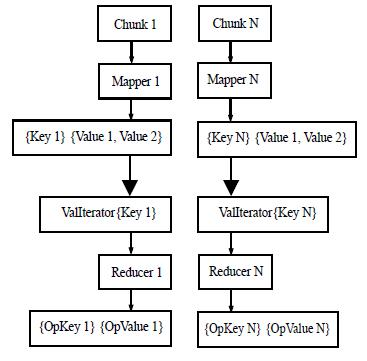 Chunk 1
Chunk N
Mapper 1
Mapper N
{Key 1} {Value 1, Value 2}
{Key N} {Value 1, Value 2}
ValIterator{Key 1}
ValIterator{Key N}
Reducer 1
Reducer N
{OpKey 1} {OpValue 1}
{OpKey N} {OpValue N}